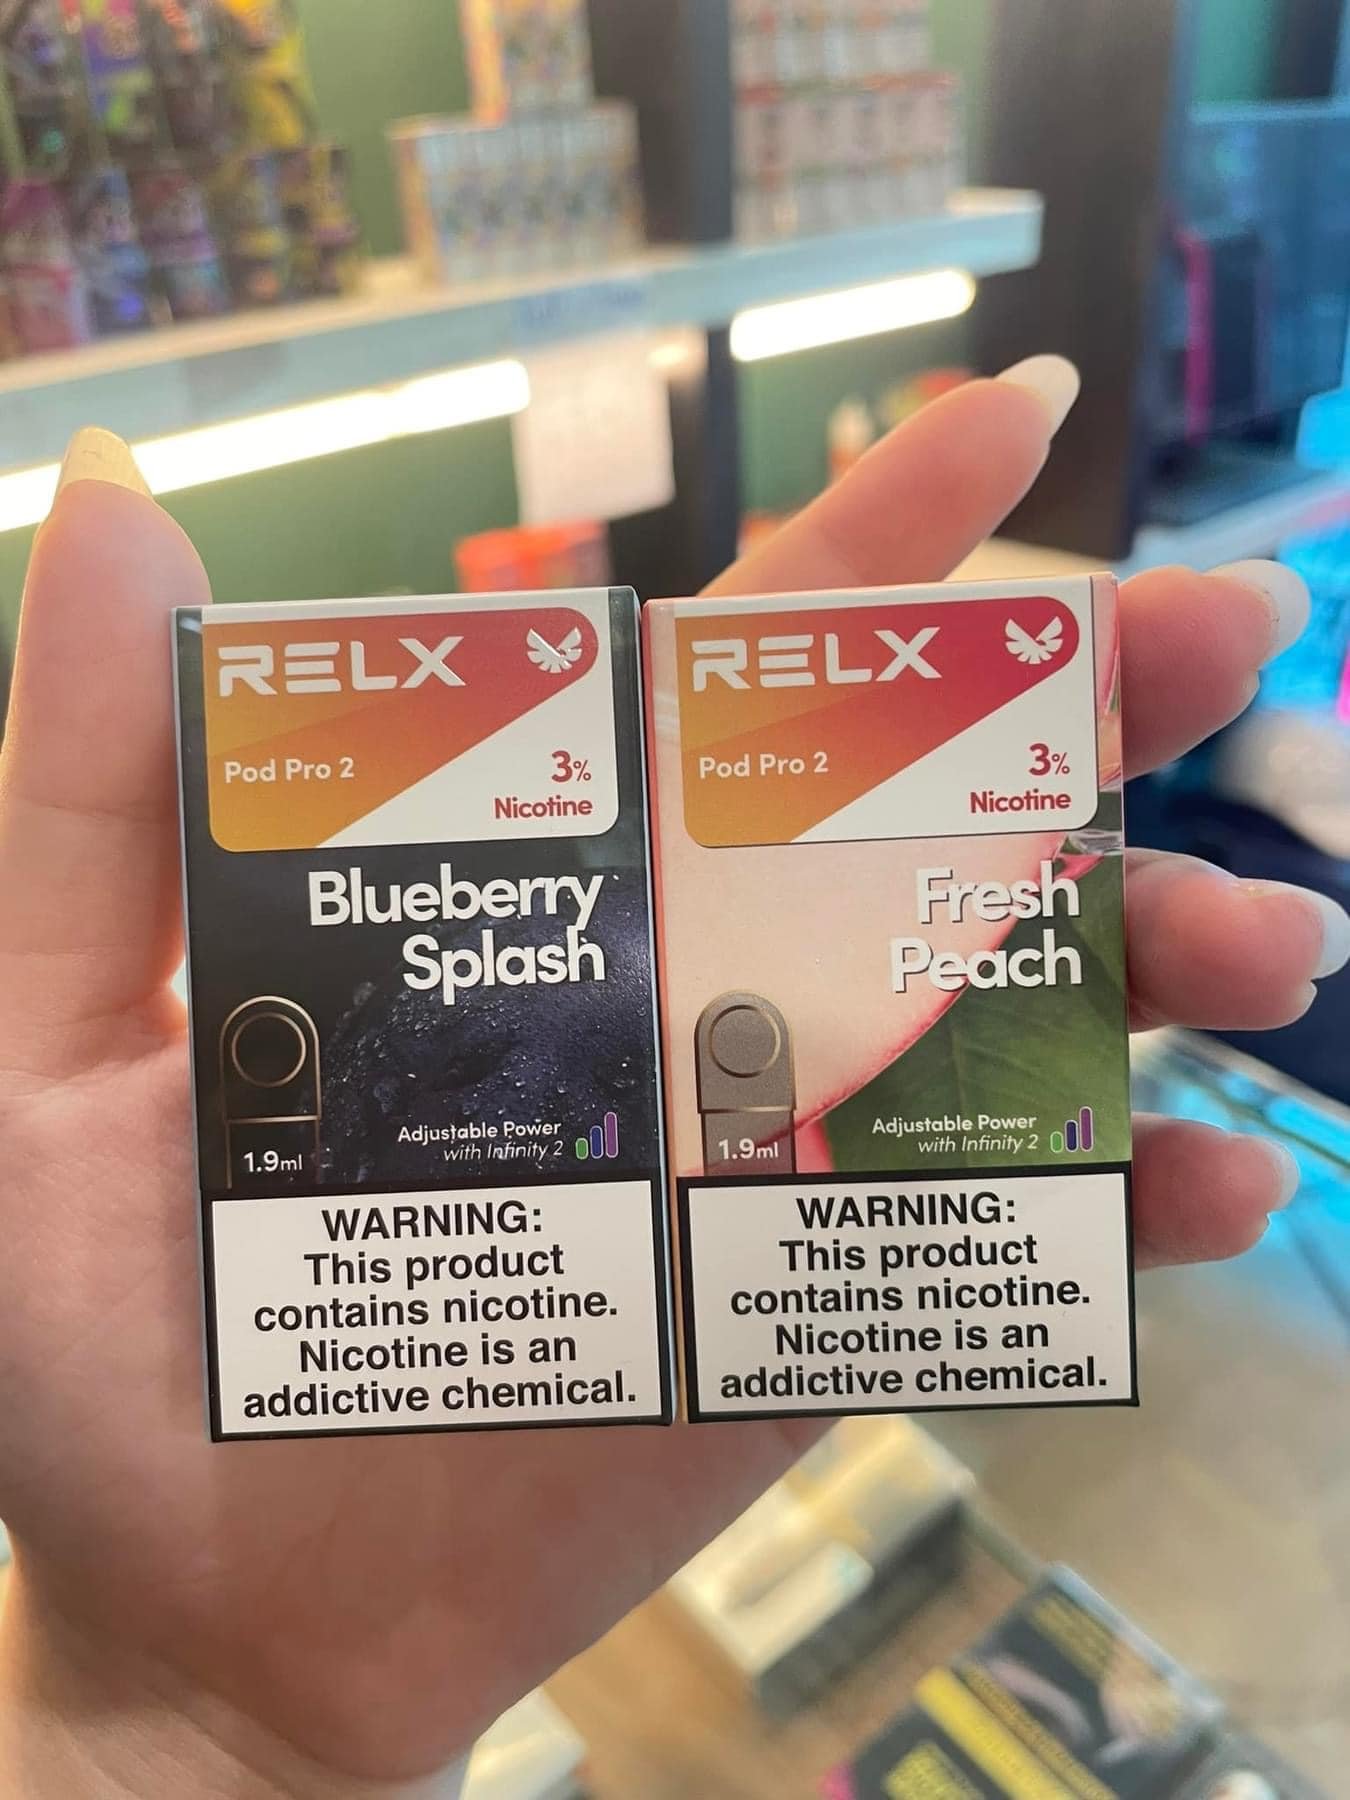 RELX
Pod Pro 2
3%
Nicotine
Blueberry
Splash
Adjustable Power
with Infinity 2
1.9ml
WARNING:
This product
contains nicotine.
Nicotine is an
addictive chemical.
RELX
Pod Pro 2
3%
Nicotine
Fresh
Peach
Adjustable Power
with Infinity 2
1.9ml
WARNING:
This product
contains nicotine.
Nicotine is an
addictive chemical.